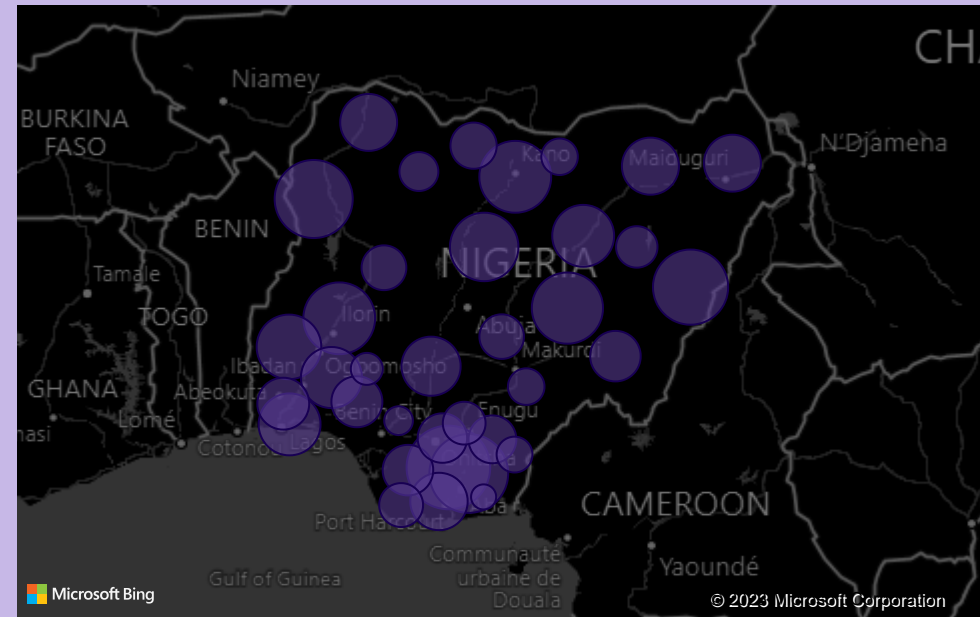 CH
Niamey
BURKINA
FASO
N'Djamena
Kano
Maiduguri
BENIN
NIGERIA
Tamale
TOGO
Ilorin
Abuja
Makurdi
Ibadan
Ogbomosho
GHANA
Abeokuta
Lomé
Benin City
Enugu
Cotonou
Lagos
CAMEROON
Port Harcourt
Communauté
urbaine de
Douala
Yaoundé
Gulf of Guinea
Microsoft Bing
© 2023 Microsoft Corporation